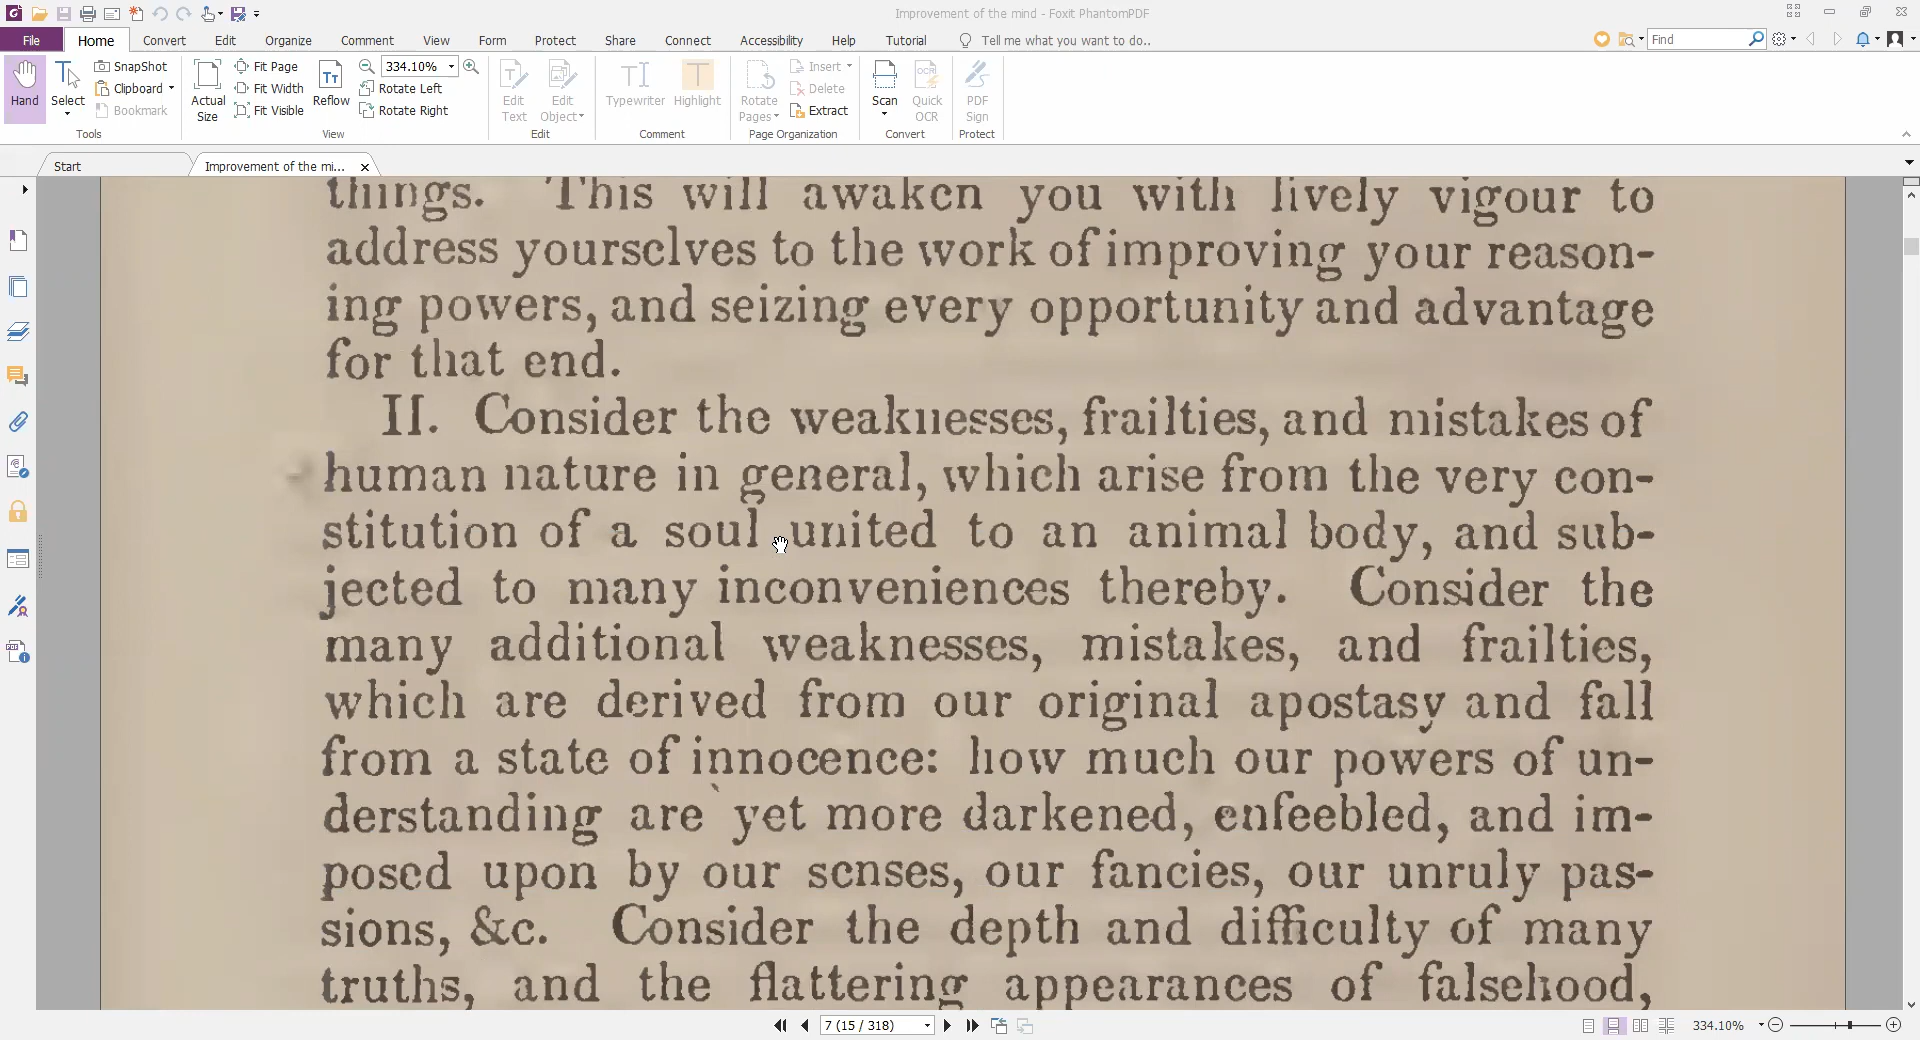 Improvement of the mind - Foxit PhantomPDF
File Home Convert Edit Organize Comment View Form Protect Share Connect Accessibility Help Tutorial Tell me what you want to do.. Find
Hand
Select
SnapShot
Clipboard
Bookmark
Tools
Actual Size
Fit Page
Fit Width
Fit Visible
Reflow
334.10%
Rotate Left
Rotate Right
View
Edit Text
Edit Object
Edit
Typewriter
Highlight
Comment
Rotate Pages
Insert
Delete
Extract
Page Organization
Scan
Quick OCR
Convert
PDF Sign
Protect
Start
Improvement of the mi...
things. This will awaken you with lively vigour to
address yourselves to the work of improving your reason-
ing powers, and seizing every opportunity and advantage
for that end.
II. Consider the weaknesses, frailties, and mistakes of
human nature in general, which arise from the very con-
stitution of a soul united to an animal body, and sub-
jected to many inconveniences thereby. Consider the
many additional weaknesses, mistakes, and frailties,
which are derived from our original apostasy and fall
from a state of innocence: how much our powers of un-
derstanding are yet more darkened, enfeebled, and im-
posed upon by our senses, our fancies, our unruly pas-
sions, &c. Consider the depth and difficulty of many
truths, and the flattering appearances of falsehood,
7 (15 / 318)
334.10%